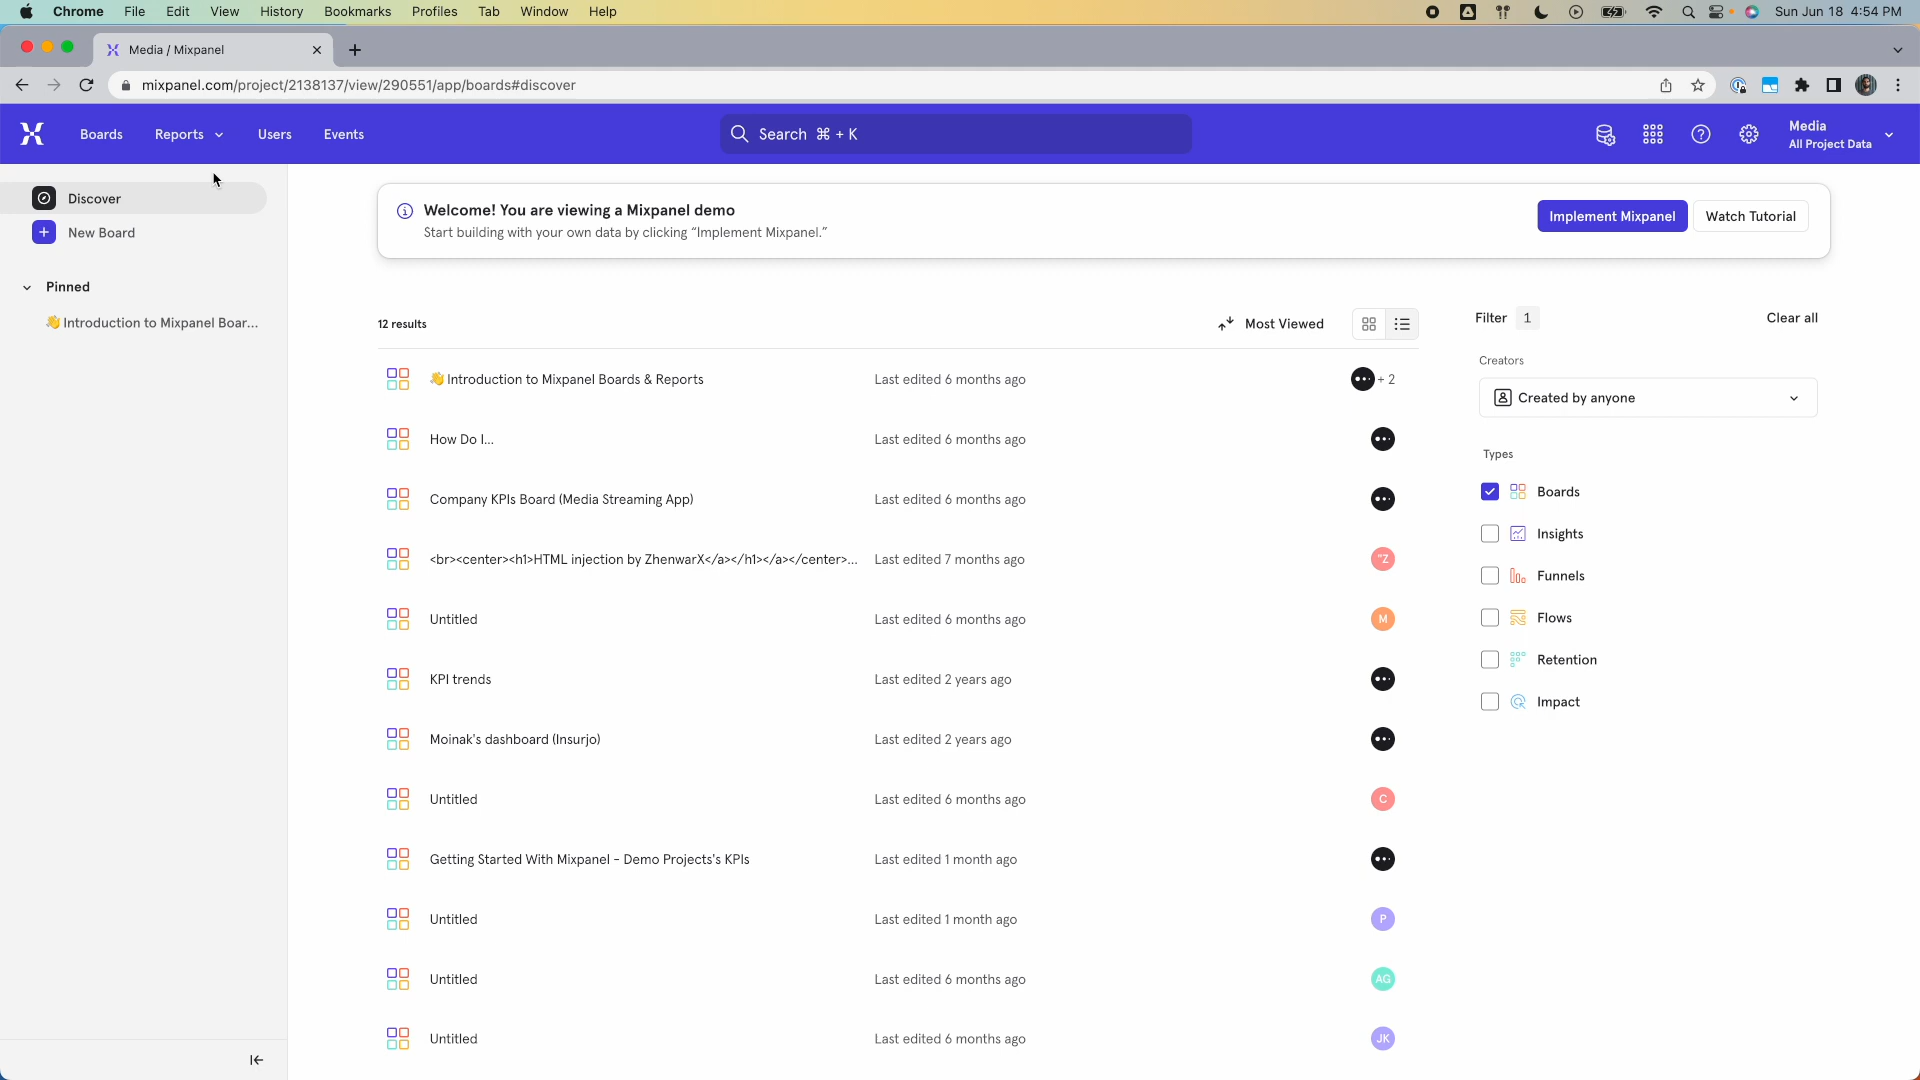 Chrome File Edit View History Bookmarks Profiles Tab Window Help
Sun Jun 18 4:54 PM
Media / Mixpanel
mixpanel.com/project/2138137/view/290551/app/boards#discover
Boards Reports Users Events
Search ⌘ + K
Media
All Project Data
Discover
New Board
Pinned
👋 Introduction to Mixpanel Boar...
Welcome! You are viewing a Mixpanel demo
Start building with your own data by clicking “Implement Mixpanel.”
Implement Mixpanel
Watch Tutorial
12 results
Most Viewed
👋 Introduction to Mixpanel Boards & Reports Last edited 6 months ago + 2
How Do I... Last edited 6 months ago
Company KPIs Board (Media Streaming App) Last edited 6 months ago
<br><center><h1>HTML injection by ZhenwarX</a></h1></a></center>... Last edited 7 months ago "Z
Untitled Last edited 6 months ago M
KPI trends Last edited 2 years ago
Moinak's dashboard (Insurjo) Last edited 2 years ago
Untitled Last edited 6 months ago C
Getting Started With Mixpanel - Demo Projects's KPIs Last edited 1 month ago
Untitled Last edited 1 month ago P
Untitled Last edited 6 months ago AG
Untitled Last edited 6 months ago JK
Filter 1
Clear all
Creators
Created by anyone
Types
Boards
Insights
Funnels
Flows
Retention
Impact